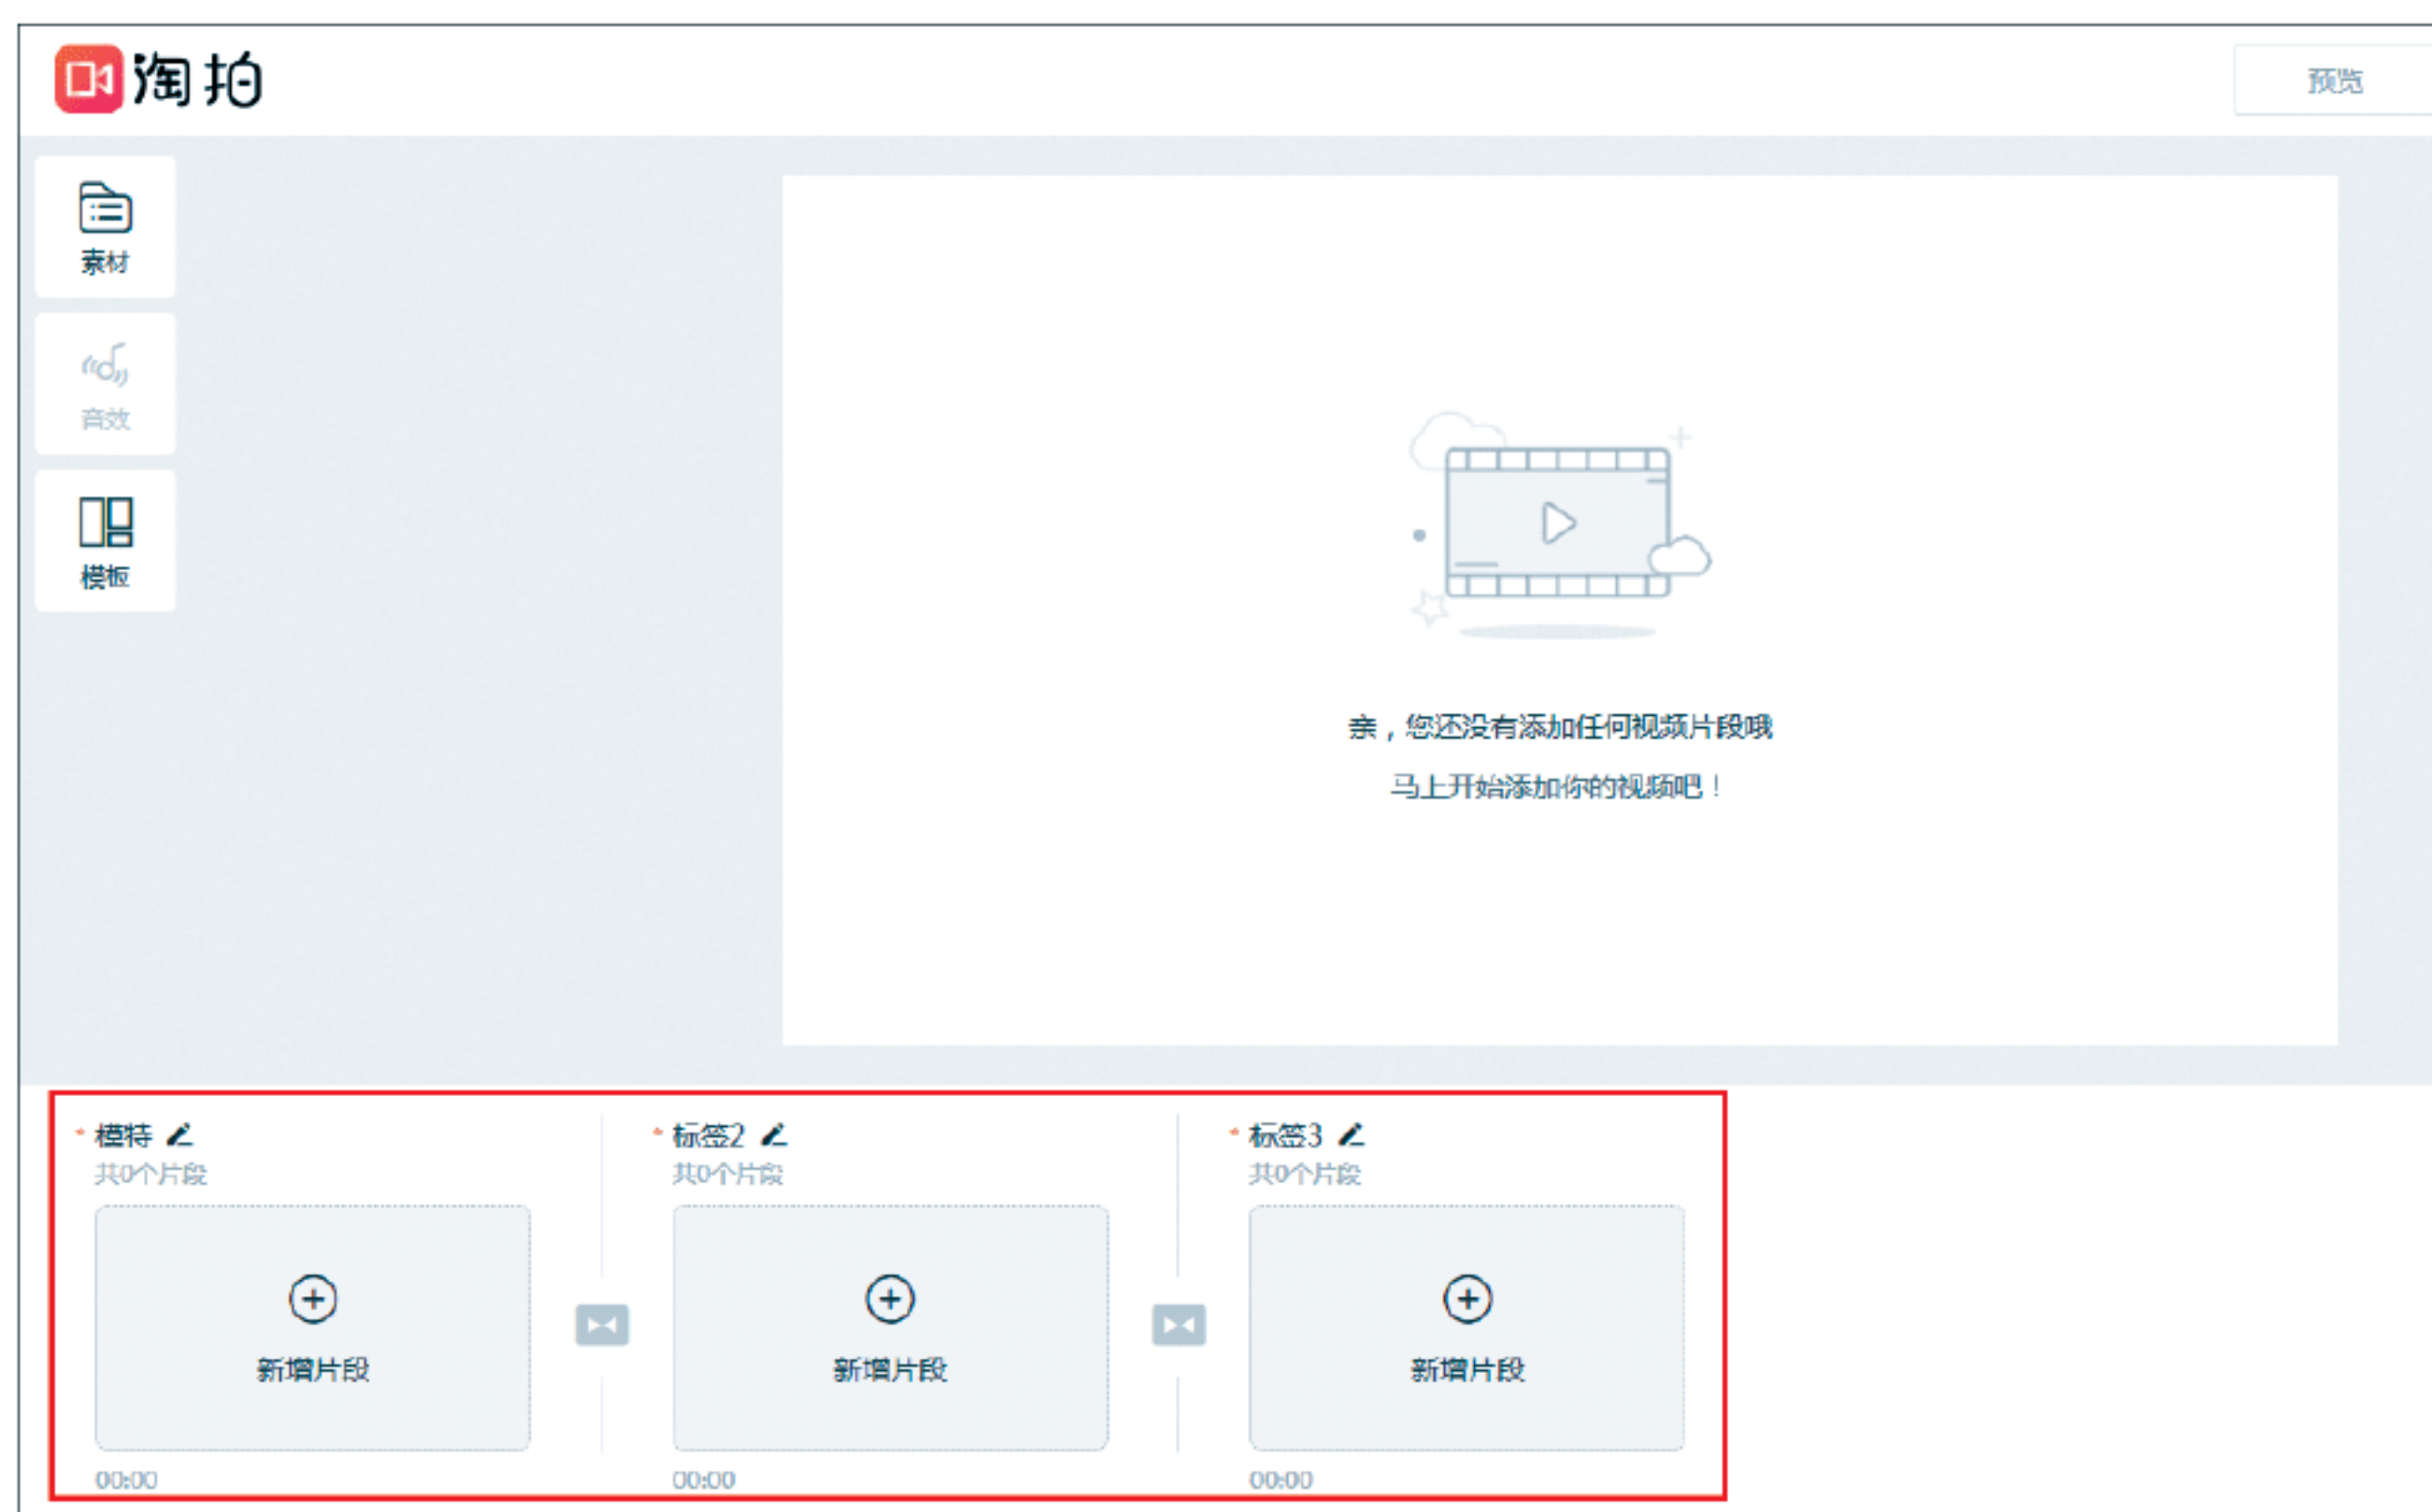 淘拍
预览
素材
音效
模板
亲，您还没有添加任何视频片段哦
马上开始添加你的视频吧！
* 模特
共0个片段
新增片段
00:00
* 标签2
共0个片段
新增片段
00:00
* 标签3
共0个片段
新增片段
00:00